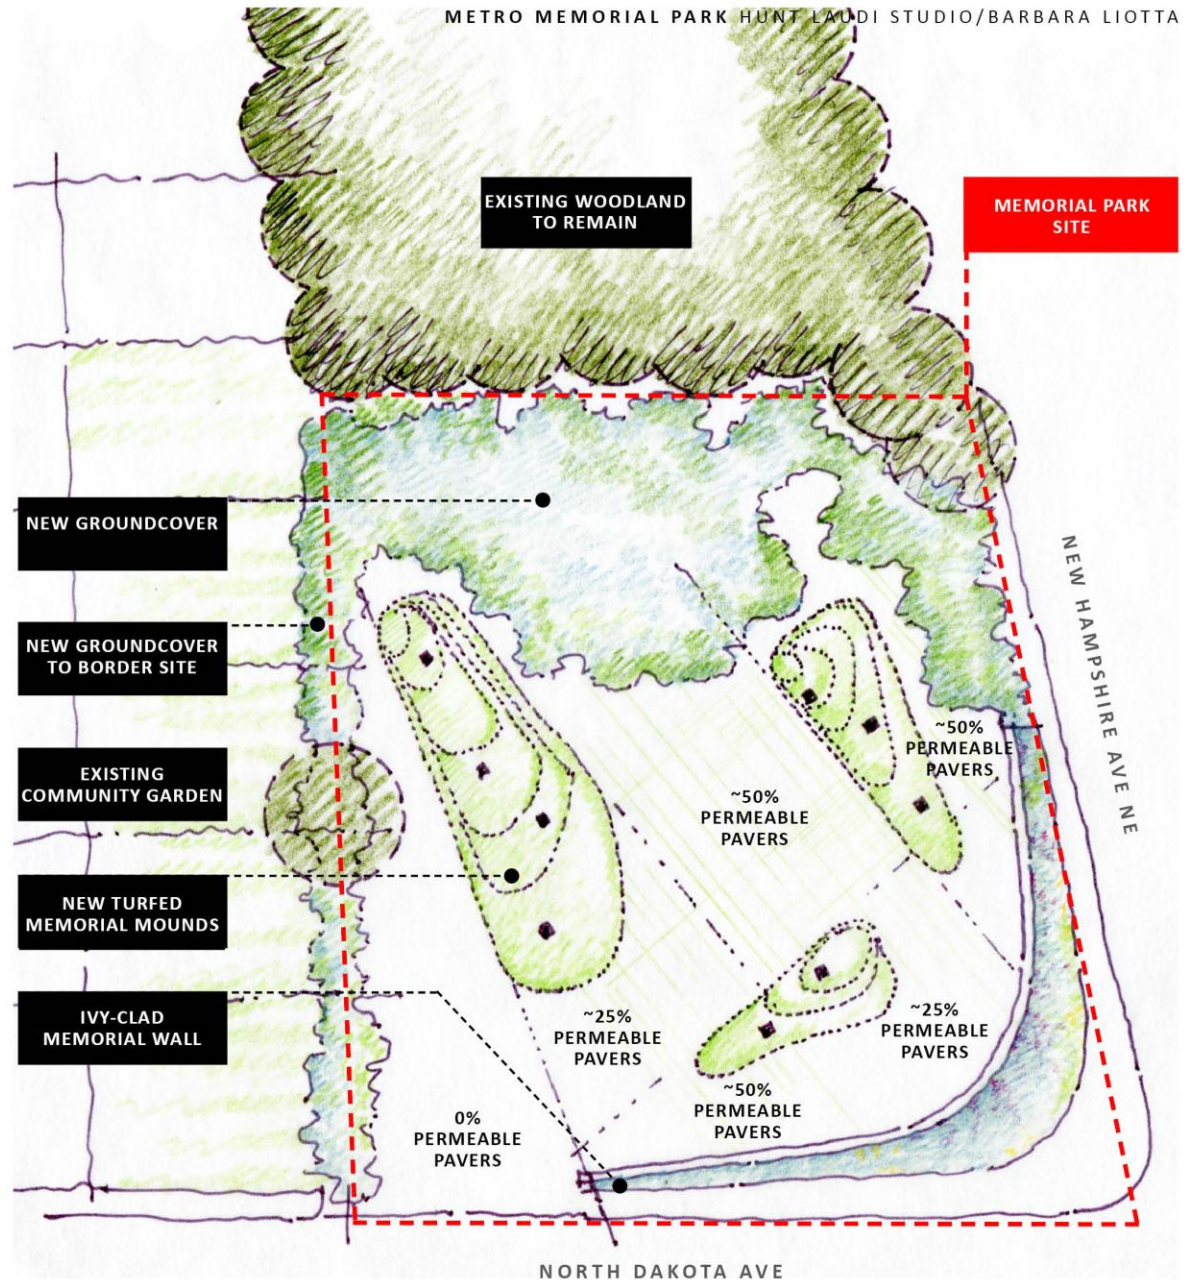 METRO MEMORIAL PARK HUNT LAUDI STUDIO/BARBARA LIOTTA
EXISTING WOODLAND
TO REMAIN
MEMORIAL PARK
SITE
NEW GROUNDCOVER
NEW HAMPSHIRE AVE NE
NEW GROUNDCOVER
TO BORDER SITE
~50%
PERMEABLE
PAVERS
EXISTING
COMMUNITY GARDEN
~50%
PERMEABLE
PAVERS
NEW TURFED
MEMORIAL MOUNDS
IVY-CLAD
MEMORIAL WALL
~25%
PERMEABLE
PAVERS
~25%
PERMEABLE
PAVERS
~50%
PERMEABLE
PAVERS
0%
PERMEABLE
PAVERS
NORTH DAKOTA AVE